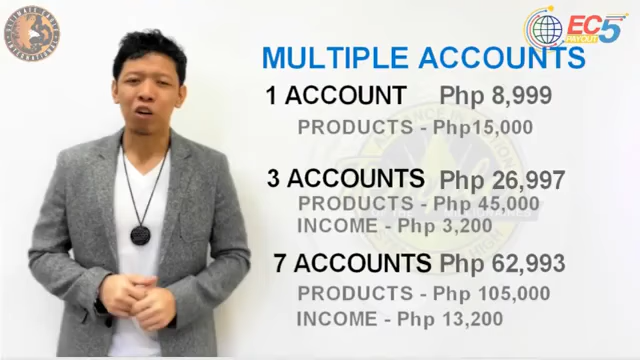 EC5
PAYOUT
MULTIPLE ACCOUNTS
1 ACCOUNT Php 8,999
PRODUCTS - Php15,000
3 ACCOUNTS Php 26,997
PRODUCTS - Php 45,000
INCOME - Php 3,200
7 ACCOUNTS Php 62,993
PRODUCTS - Php 105,000
INCOME - Php 13,200